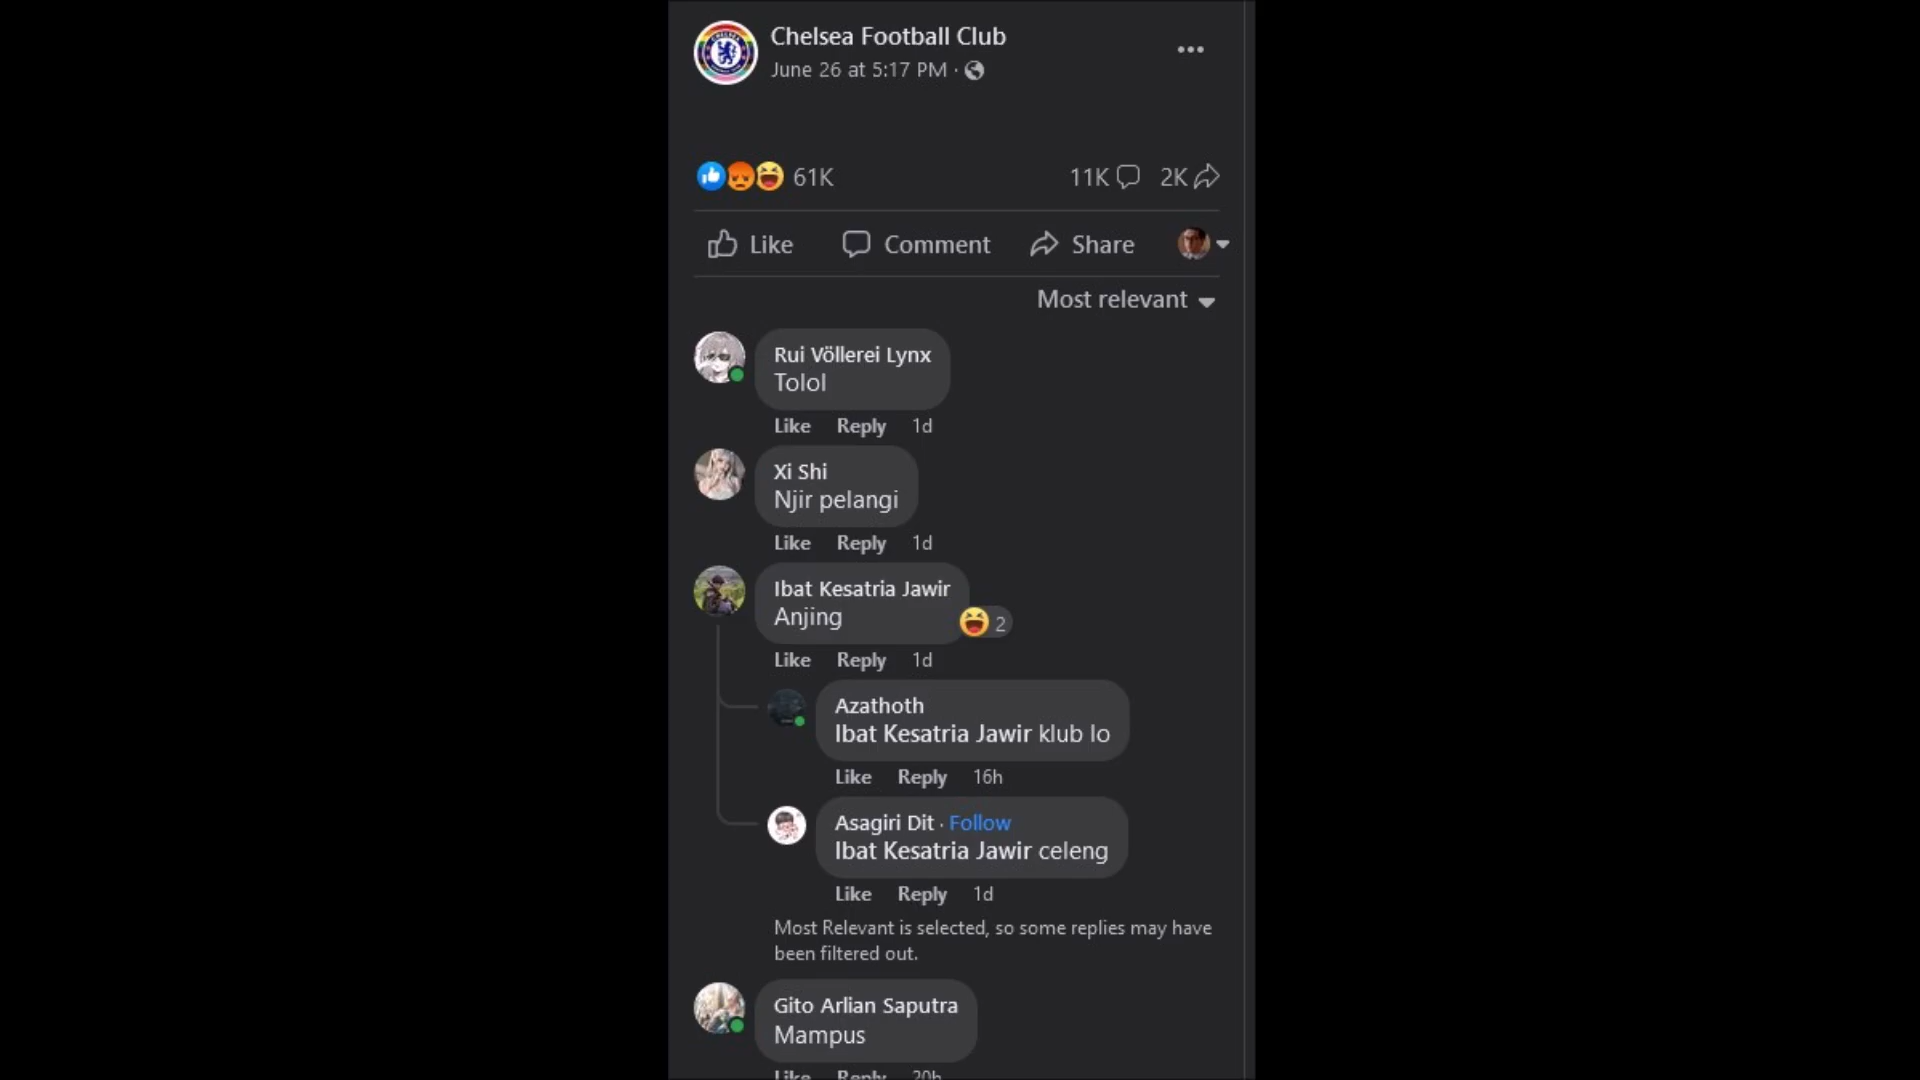 Chelsea Football Club
June 26 at 5:17 PM ·
61K 11K 2K
Like Comment Share
Most relevant
Rui Völlerei Lynx
Tolol
Like Reply 1d
Xi Shi
Njir pelangi
Like Reply 1d
Ibat Kesatria Jawir
Anjing
2
Like Reply 1d
Azathoth
Ibat Kesatria Jawir klub lo
Like Reply 16h
Asagiri Dit · Follow
Ibat Kesatria Jawir celeng
Like Reply 1d
Most Relevant is selected, so some replies may have
been filtered out.
Gito Arlian Saputra
Mampus
Like Reply 20h